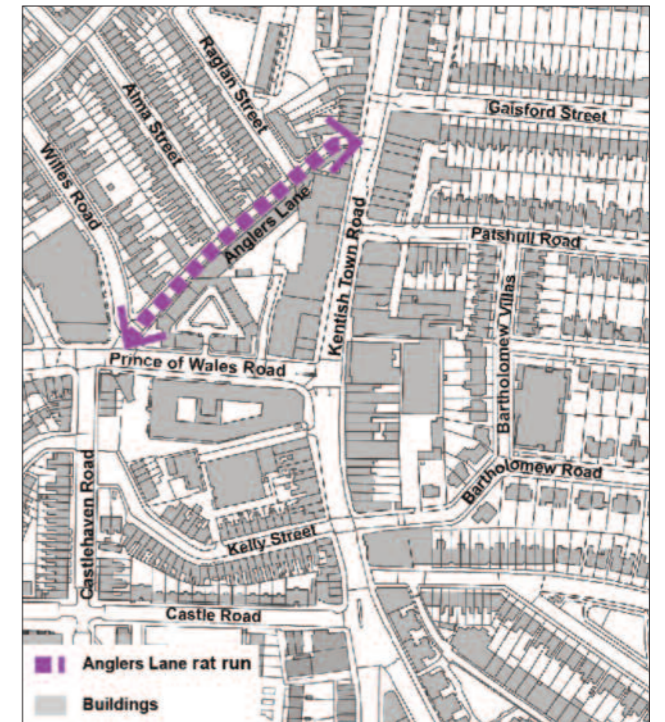 Raglan Street
Gaisford Street
Alma Street
Willes Road
Anglers Lane
Patshull Road
Kentish Town Road
Bartholomew Villas
Prince of Wales Road
Bartholomew Road
Castlehaven Road
Kelly Street
Castle Road
Anglers Lane rat run
Buildings